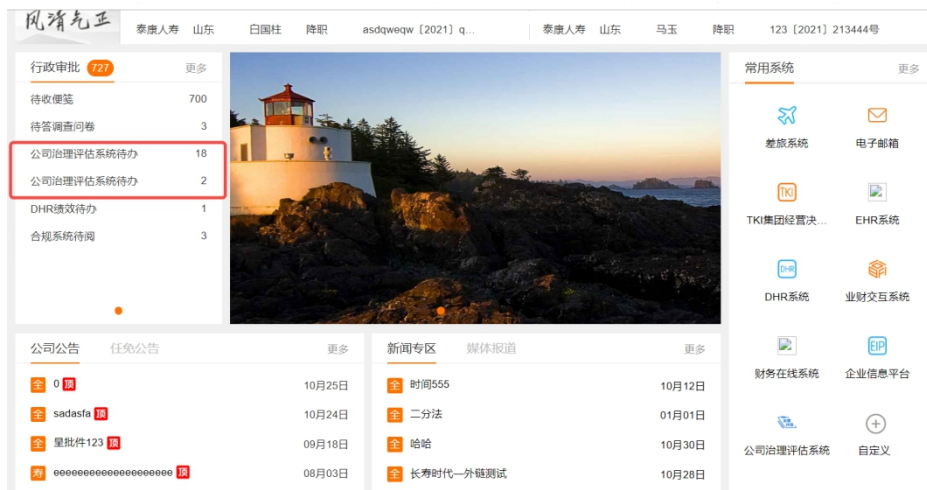 风清气正
泰康人寿 山东 白国柱 降职 asdqweqw〔2021〕q... 泰康人寿 山东 马玉 降职 123〔2021〕213444号
行政审批 727 更多
待收便笺 700
待答调查问卷 3
公司治理评估系统待办 18
公司治理评估系统待办 2
DHR绩效待办 1
合规系统待阅 3
常用系统 更多
差旅系统 电子邮箱
TKI
TKI集团经营决... EHR系统
DHR
DHR系统 业财交互系统
EIP
财务在线系统 企业信息平台
公司治理评估系统 自定义
公司公告 任免公告 更多
全 0 顶 10月25日
全 sadasfa 顶 10月24日
全 呈批件123 顶 09月18日
寿 eeeeeeeeeeeeeeeeeeee 顶 08月03日
新闻专区 媒体报道 更多
全 时间555 10月12日
全 二分法 01月01日
全 哈哈 10月30日
全 长寿时代—外链测试 10月28日